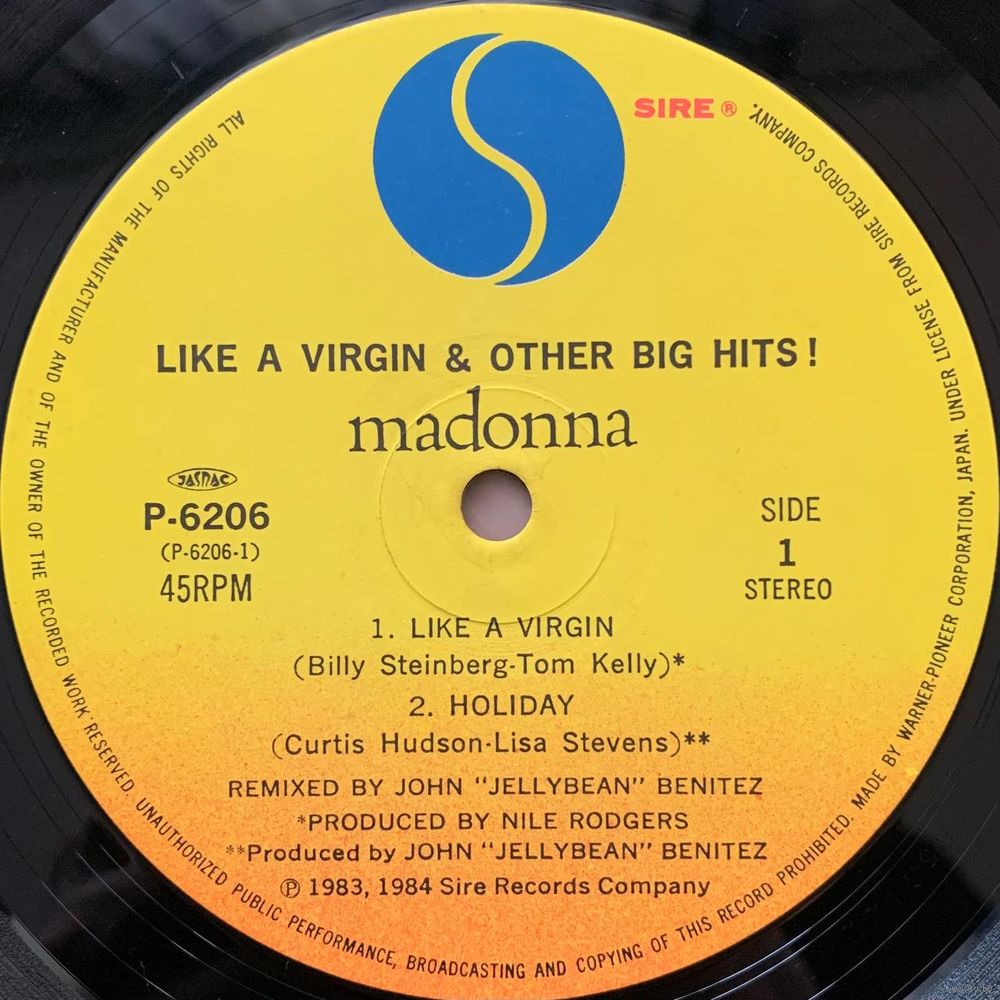 SIRE ®
LIKE A VIRGIN & OTHER BIG HITS!
madonna
JASRAC
P-6206
(P-6206-1)
45RPM
SIDE
1
STEREO
1. LIKE A VIRGIN
(Billy Steinberg-Tom Kelly)*
2. HOLIDAY
(Curtis Hudson-Lisa Stevens)**
REMIXED BY JOHN "JELLYBEAN" BENITEZ
*PRODUCED BY NILE RODGERS
**Produced by JOHN "JELLYBEAN" BENITEZ
℗ 1983, 1984 Sire Records Company
ALL RIGHTS OF THE MANUFACTURER AND OF THE OWNER OF THE RECORDED WORK RESERVED. UNAUTHORIZED PUBLIC PERFORMANCE, BROADCASTING AND COPYING OF THIS RECORD PROHIBITED. MADE BY WARNER-PIONEER CORPORATION, JAPAN. UNDER LICENSE FROM SIRE RECORDS COMPANY.